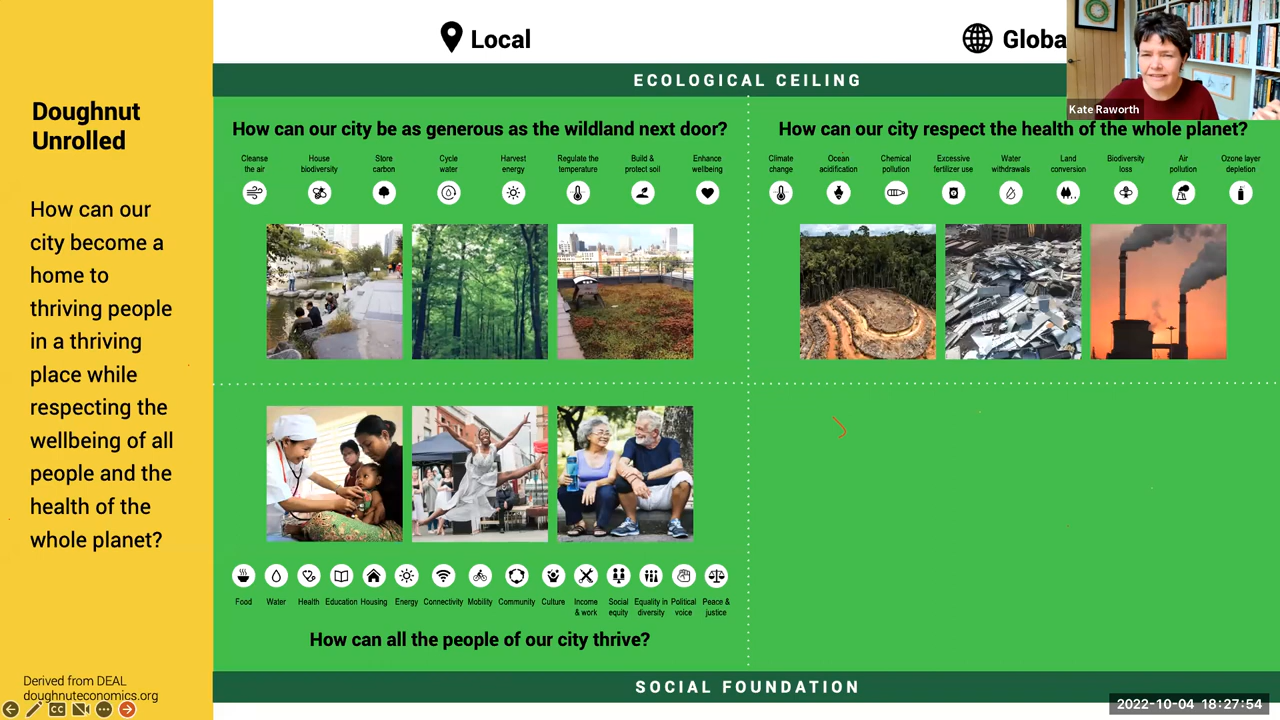 Local
Globa
Kate Raworth
ECOLOGICAL CEILING
Doughnut
Unrolled
How can our
city become a
home to
thriving people
in a thriving
place while
respecting the
wellbeing of all
people and the
health of the
whole planet?
Derived from DEAL
doughnuteconomics.org
How can our city be as generous as the wildland next door?
Cleanse
the air
House
biodiversity
Store
carbon
Cycle
water
Harvest
energy
Regulate the
temperature
Build &
protect soil
Enhance
wellbeing
How can our city respect the health of the whole planet?
Climate
change
Ocean
acidification
Chemical
pollution
Excessive
fertilizer use
Water
withdrawals
Land
conversion
Biodiversity
loss
Air
pollution
Ozone layer
depletion
Food
Water
Health
Education
Housing
Energy
Connectivity
Mobility
Community
Culture
Income
& work
Social
equity
Equality in
diversity
Political
voice
Peace &
justice
How can all the people of our city thrive?
SOCIAL FOUNDATION
CC
2022-10-04 18:27:54